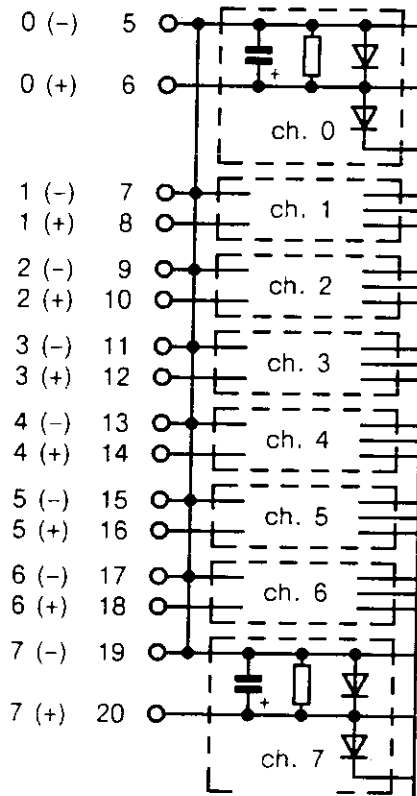 0 (−) 5
0 (+) 6
+
ch. 0
1 (−) 7
1 (+) 8
ch. 1
2 (−) 9
2 (+) 10
ch. 2
3 (−) 11
3 (+) 12
ch. 3
4 (−) 13
4 (+) 14
ch. 4
5 (−) 15
5 (+) 16
ch. 5
6 (−) 17
6 (+) 18
ch. 6
7 (−) 19
+
7 (+) 20
ch. 7